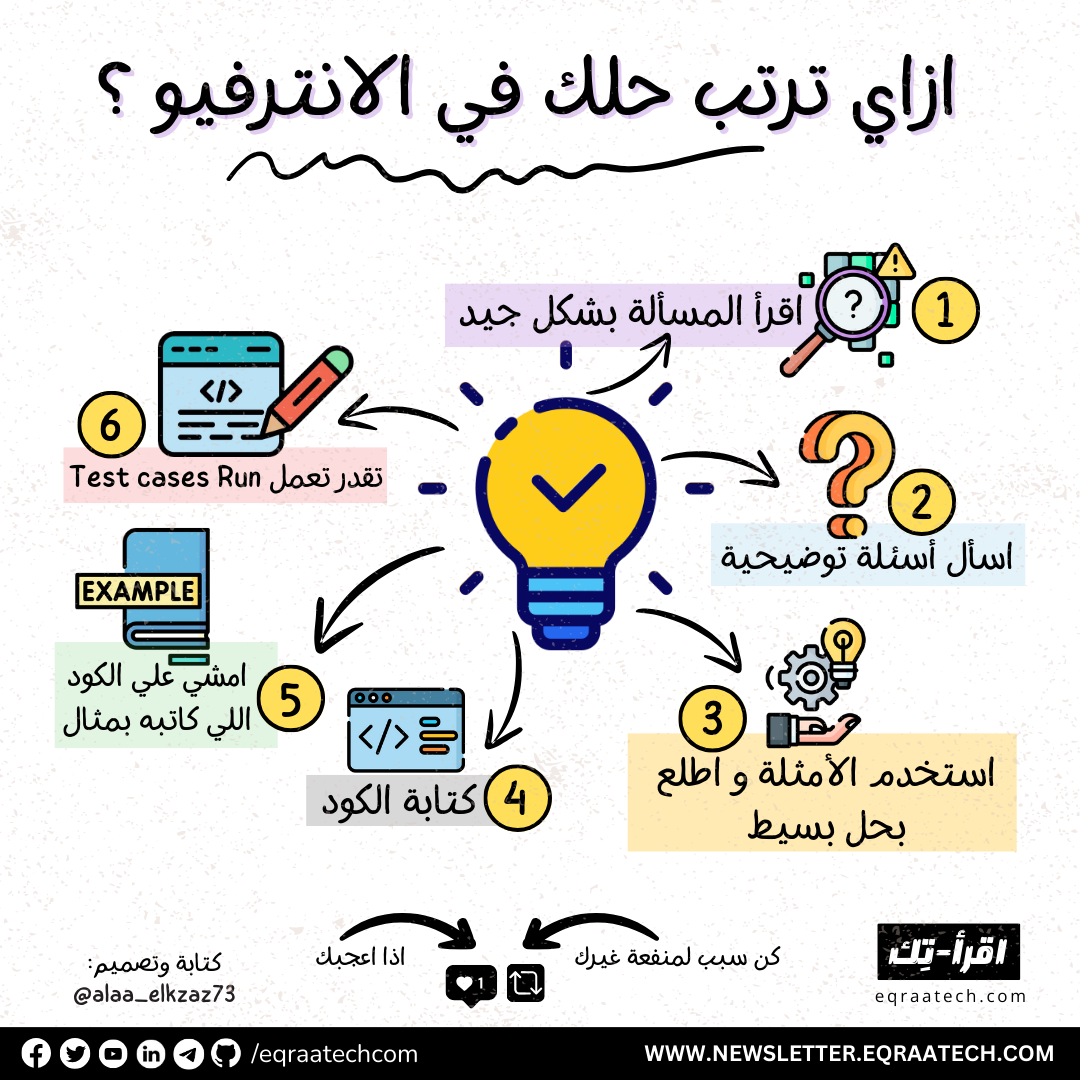 ازاي ترتب حلك في الانترفيو ؟
1
اقرأ المسألة بشكل جيد
?
2
اسأل أسئلة توضيحية
3
استخدم الأمثلة و اطلع
بحل بسيط
4
كتابة الكود
</>
5
EXAMPLE
امشي علي الكود
اللي كاتبه بمثال
6
</>
تقدر تعمل Test cases Run
كن سبب لمنفعة غيرك
اذا اعجبك
1
كتابة وتصميم:
@alaa_elkzaz73
اقرأ-تِك
eqraatech.com
/eqraatechcom
WWW.NEWSLETTER.EQRAATECH.COM